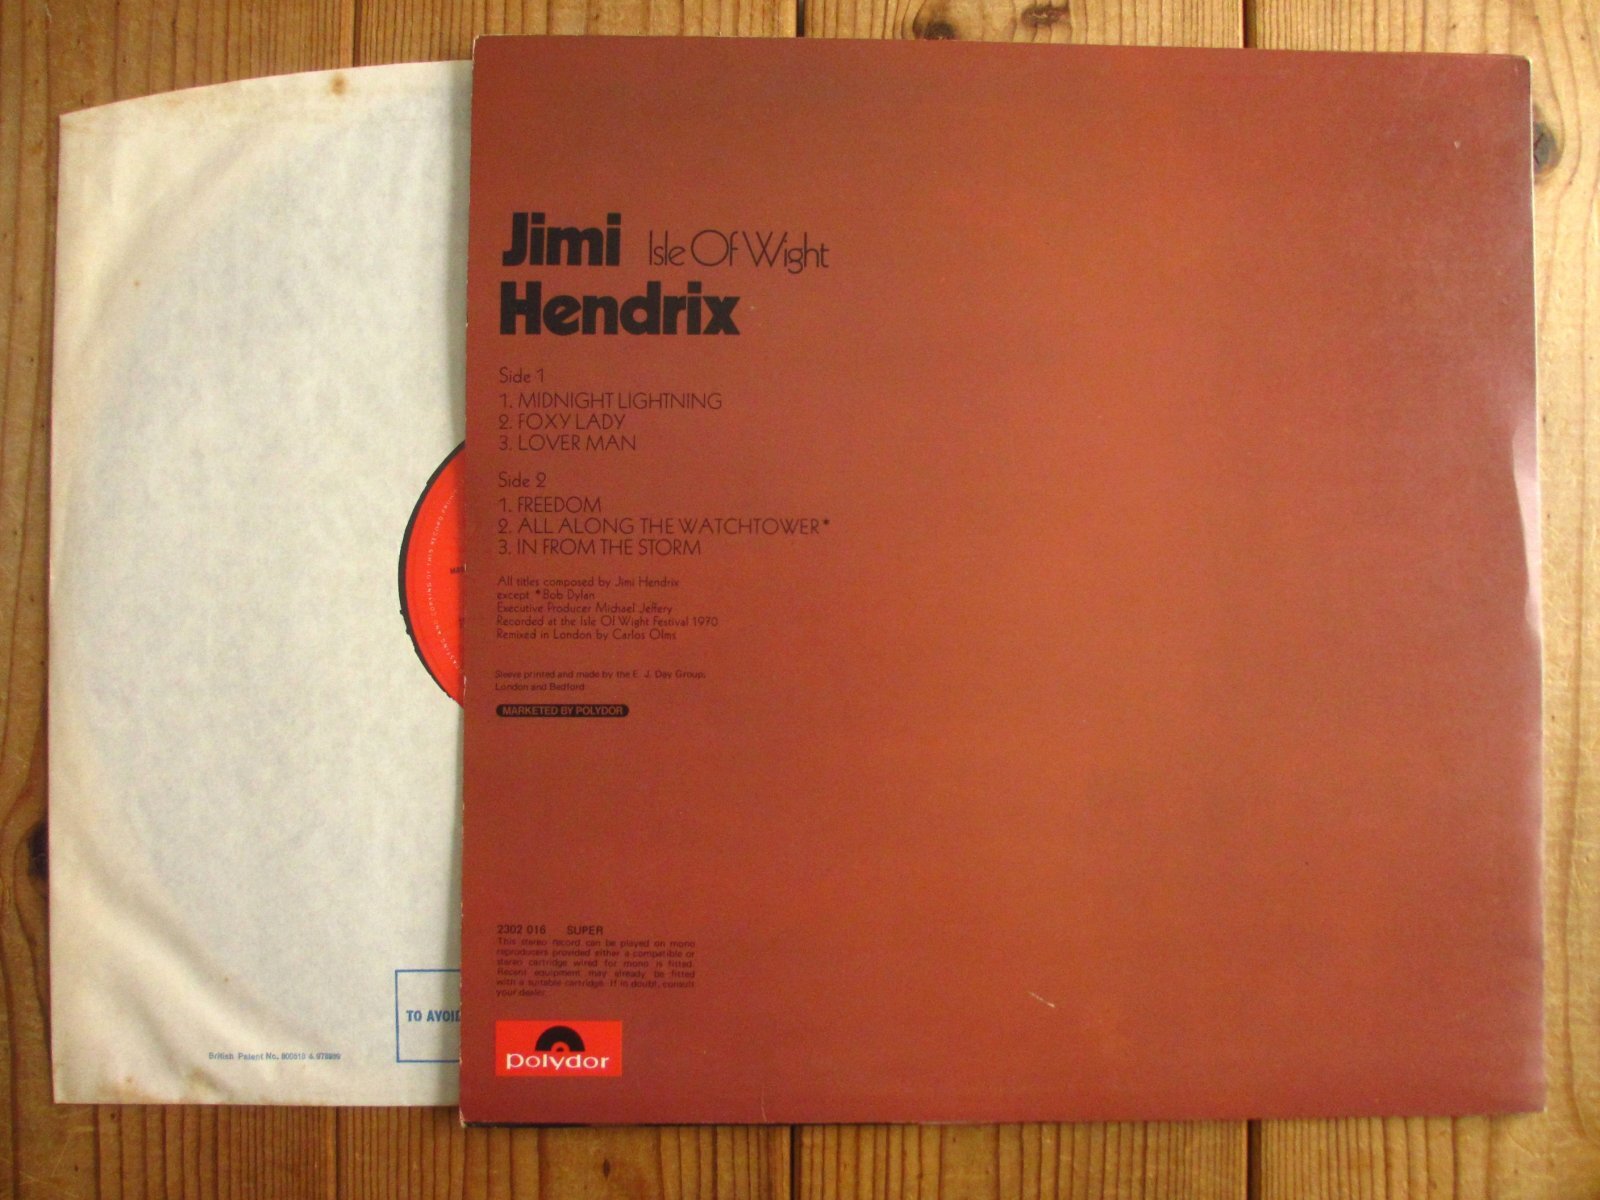 Jimi Isle Of Wight
Hendrix
Side 1
1. MIDNIGHT LIGHTNING
2. FOXY LADY
3. LOVER MAN
Side 2
1. FREEDOM
2. ALL ALONG THE WATCHTOWER*
3. IN FROM THE STORM
All titles composed by Jimi Hendrix
except *Bob Dylan
Executive Producer Michael Jeffery
Recorded at the Isle Of Wight Festival 1970
Remixed in London by Carlos Olms
Sleeve printed and made by the E. J. Day Group,
London and Bedford
MARKETED BY POLYDOR
2302 016 SUPER
This stereo record can be played on mono
reproducers provided either a compatible or
stereo cartridge wired for mono is fitted.
Recent equipment may already be fitted
with a suitable cartridge. If in doubt, consult
your dealer.
polydor
TO AVOID
British Patent No.
OF THIS RECORD